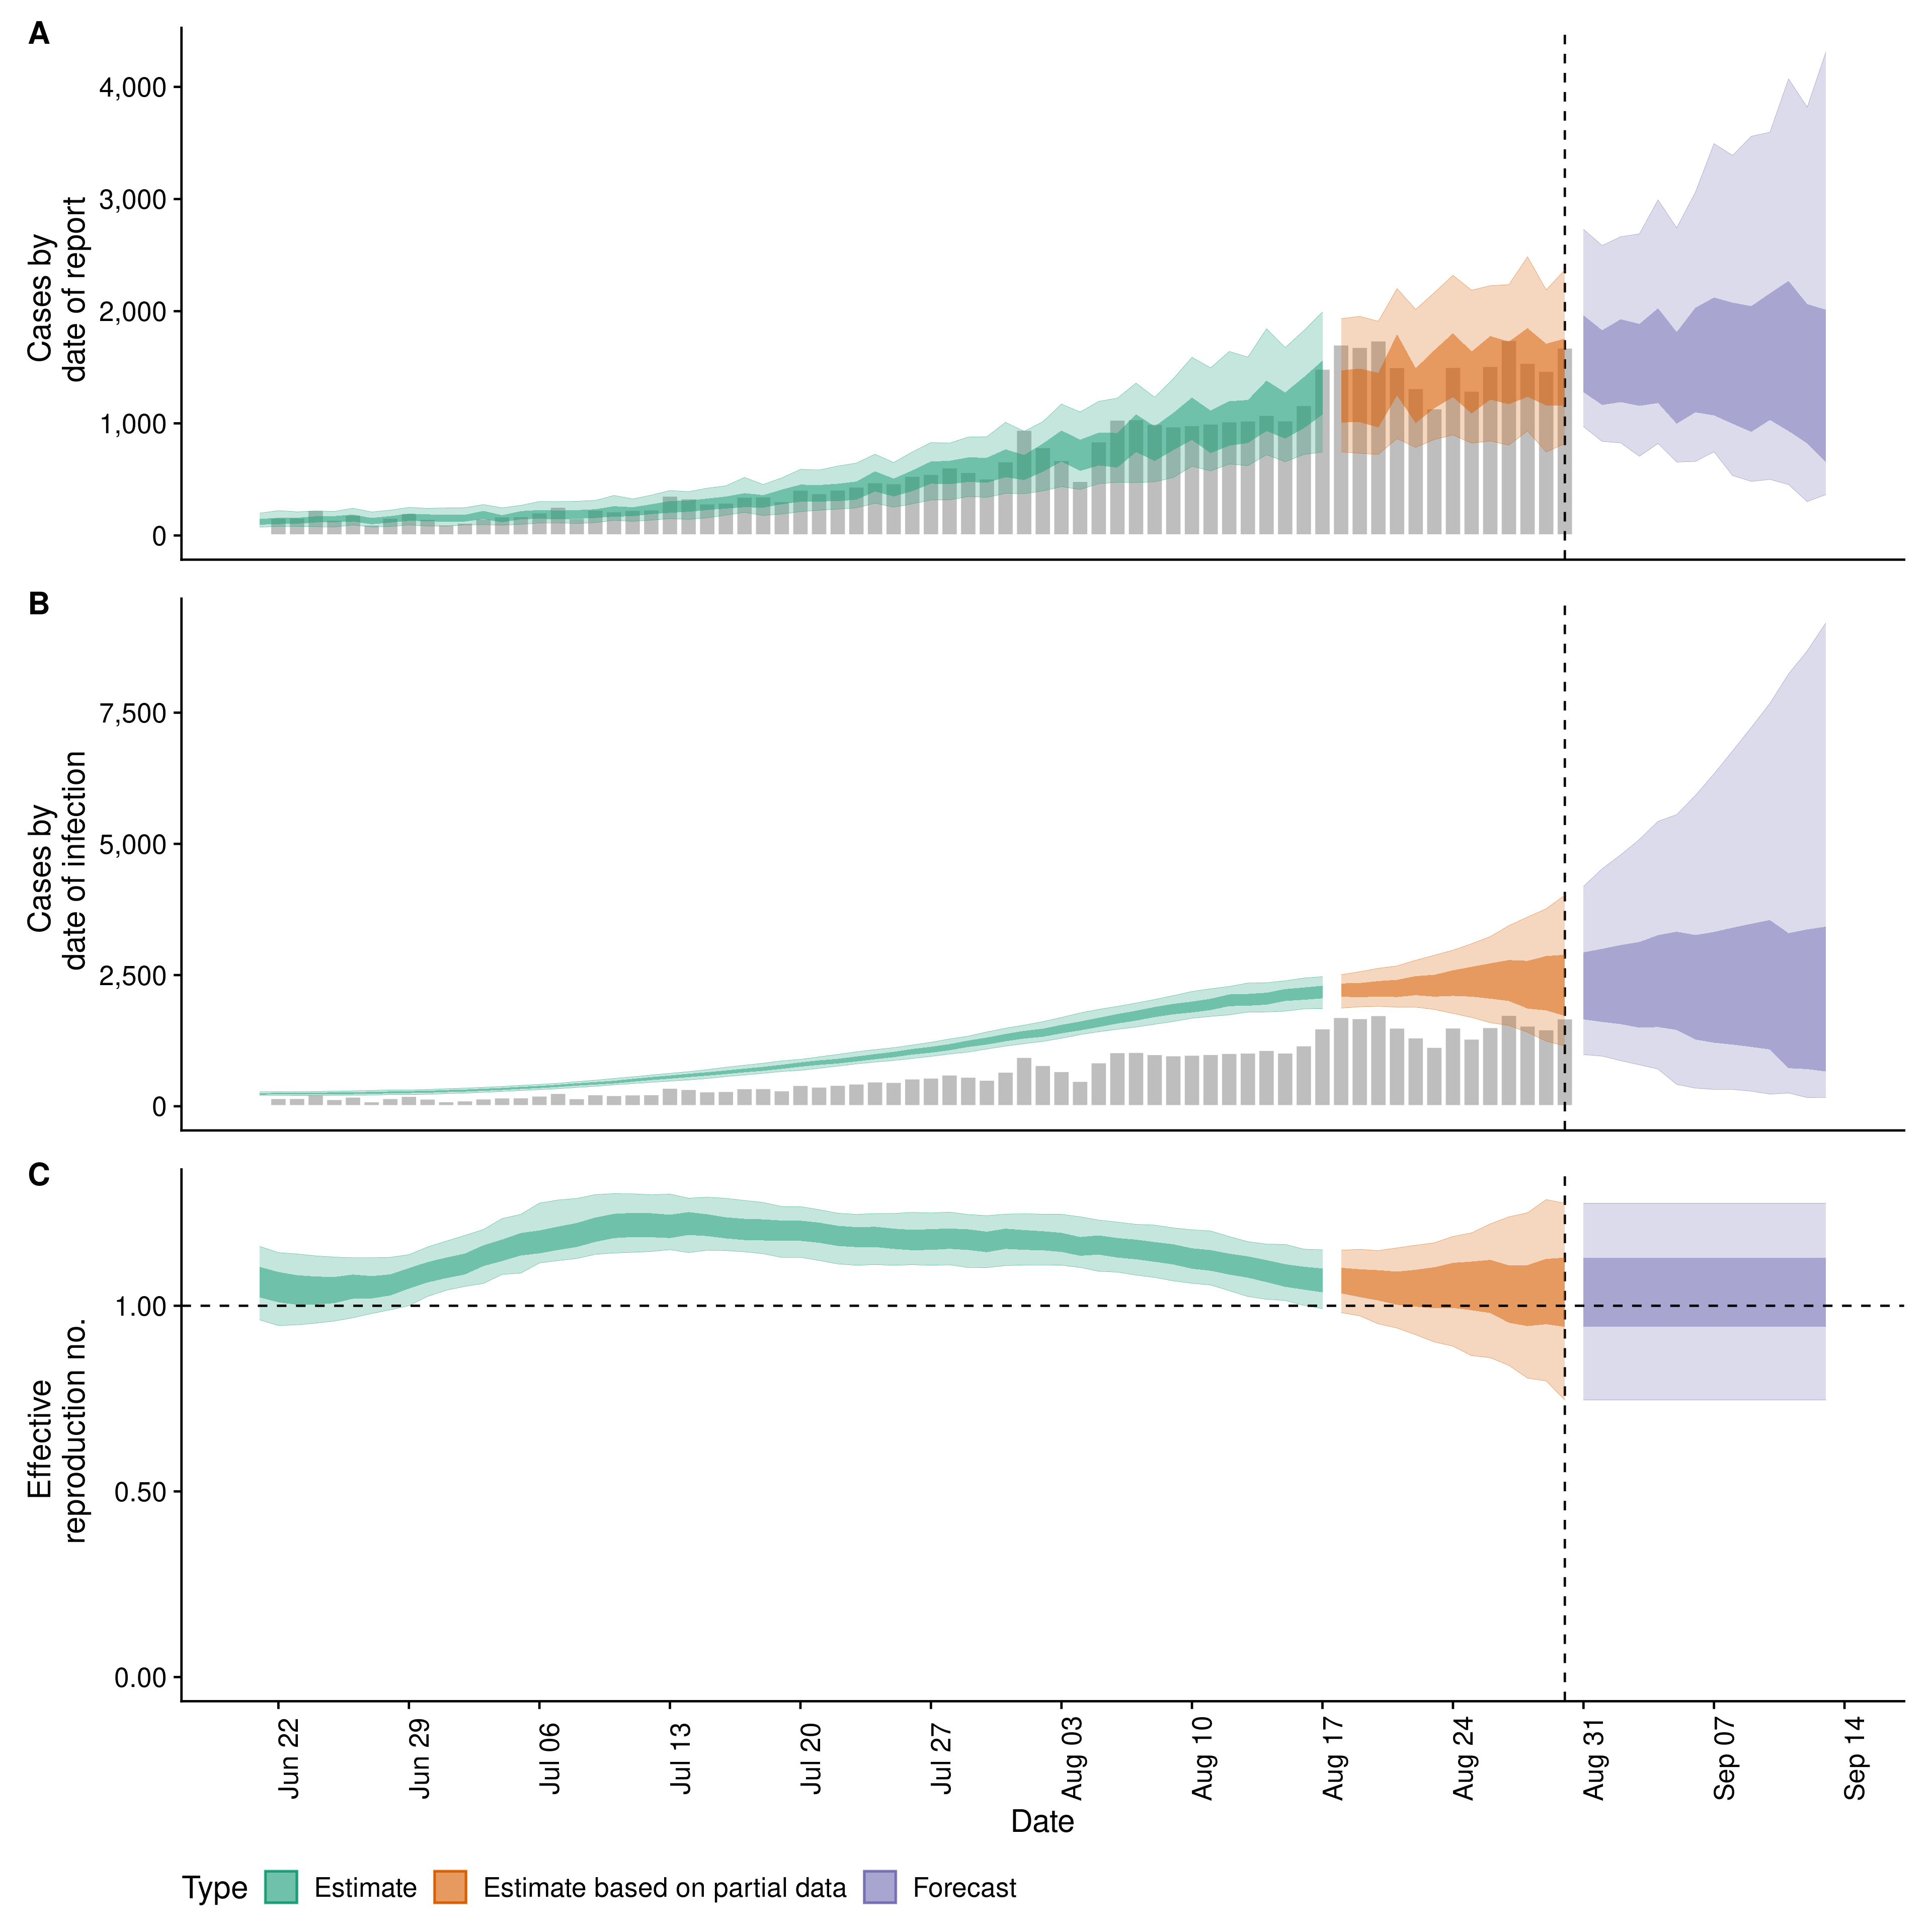 A
Cases by
date of report
4,000
3,000
2,000
1,000
0
B
Cases by
date of infection
7,500
5,000
2,500
0
C
Effective
reproduction no.
1.00
0.50
0.00
Jun 22
Jun 29
Jul 06
Jul 13
Jul 20
Jul 27
Aug 03
Aug 10
Aug 17
Aug 24
Aug 31
Sep 07
Sep 14
Date
Type Estimate Estimate based on partial data Forecast